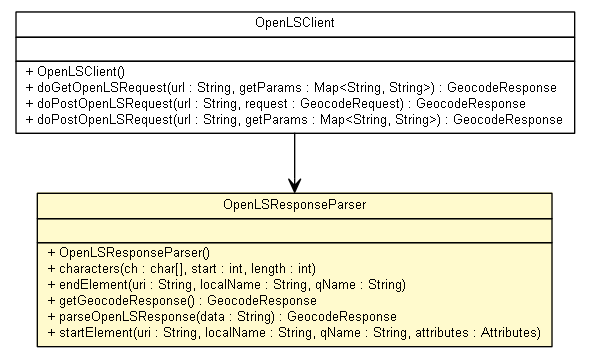 OpenLSClient
+ OpenLSClient()
+ doGetOpenLSRequest(url : String, getParams : Map<String, String>) : GeocodeResponse
+ doPostOpenLSRequest(url : String, request : GeocodeRequest) : GeocodeResponse
+ doPostOpenLSRequest(url : String, getParams : Map<String, String>) : GeocodeResponse
OpenLSResponseParser
+ OpenLSResponseParser()
+ characters(ch : char[], start : int, length : int)
+ endElement(uri : String, localName : String, qName : String)
+ getGeocodeResponse() : GeocodeResponse
+ parseOpenLSResponse(data : String) : GeocodeResponse
+ startElement(uri : String, localName : String, qName : String, attributes : Attributes)